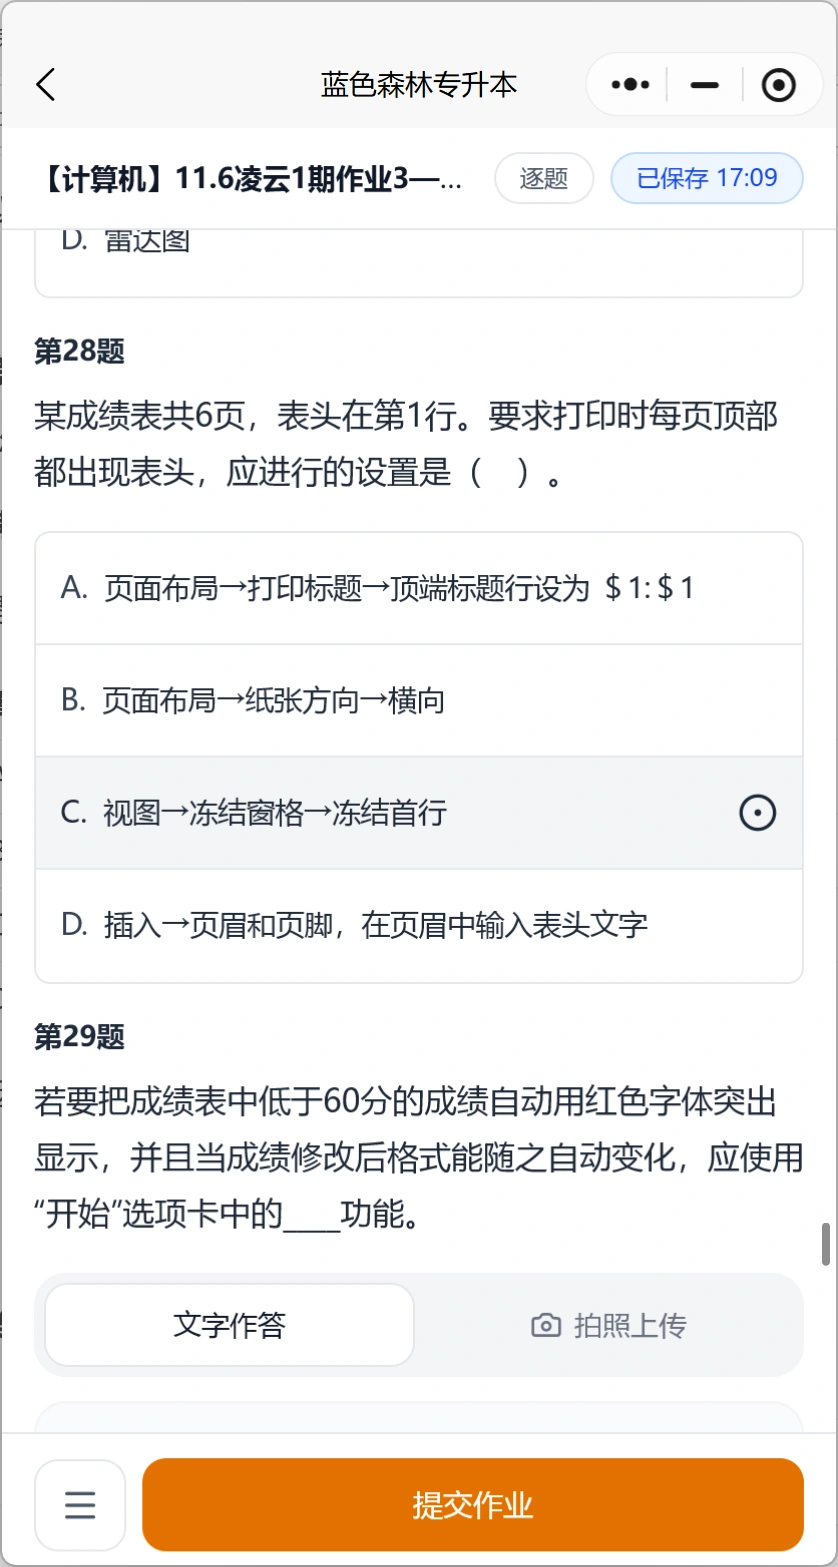 蓝色森林专升本
【计算机】11.6凌云1期作业3—...
逐题
已保存 17:09
D. 雷达图
第28题
某成绩表共6页，表头在第1行。要求打印时每页顶部
都出现表头，应进行的设置是（　）。
A. 页面布局→打印标题→顶端标题行设为 ＄1:＄1
B. 页面布局→纸张方向→横向
C. 视图→冻结窗格→冻结首行
D. 插入→页眉和页脚，在页眉中输入表头文字
第29题
若要把成绩表中低于60分的成绩自动用红色字体突出
显示，并且当成绩修改后格式能随之自动变化，应使用
“开始”选项卡中的____功能。
文字作答
拍照上传
提交作业